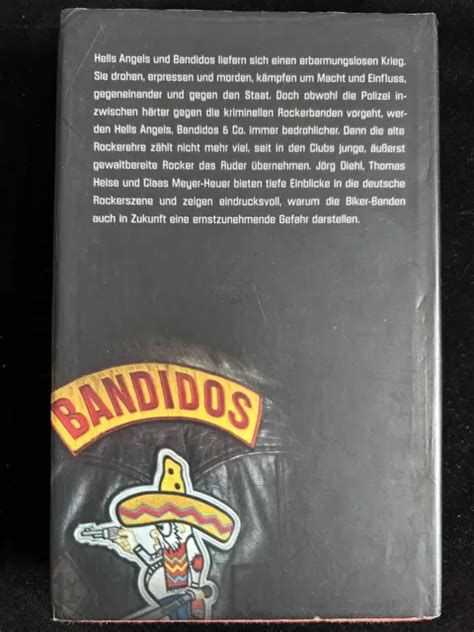 Hells Angels und Bandidos liefern sich einen erbarmungslosen Krieg.
Sie drohen, erpressen und morden, kämpfen um Macht und Einfluss,
gegeneinander und gegen den Staat. Doch obwohl die Polizei in-
zwischen härter gegen die kriminellen Rockerbanden vorgeht, wer-
den Hells Angels, Bandidos & Co. immer bedrohlicher. Denn die alte
Rockerehre zählt nicht mehr viel, seit in den Clubs junge, äußerst
gewaltbereite Rocker das Ruder übernehmen. Jörg Diehl, Thomas
Heise und Claas Meyer-Heuer bieten tiefe Einblicke in die deutsche
Rockerszene und zeigen eindrucksvoll, warum die Biker-Banden
auch in Zukunft eine ernstzunehmende Gefahr darstellen.
BANDIDOS